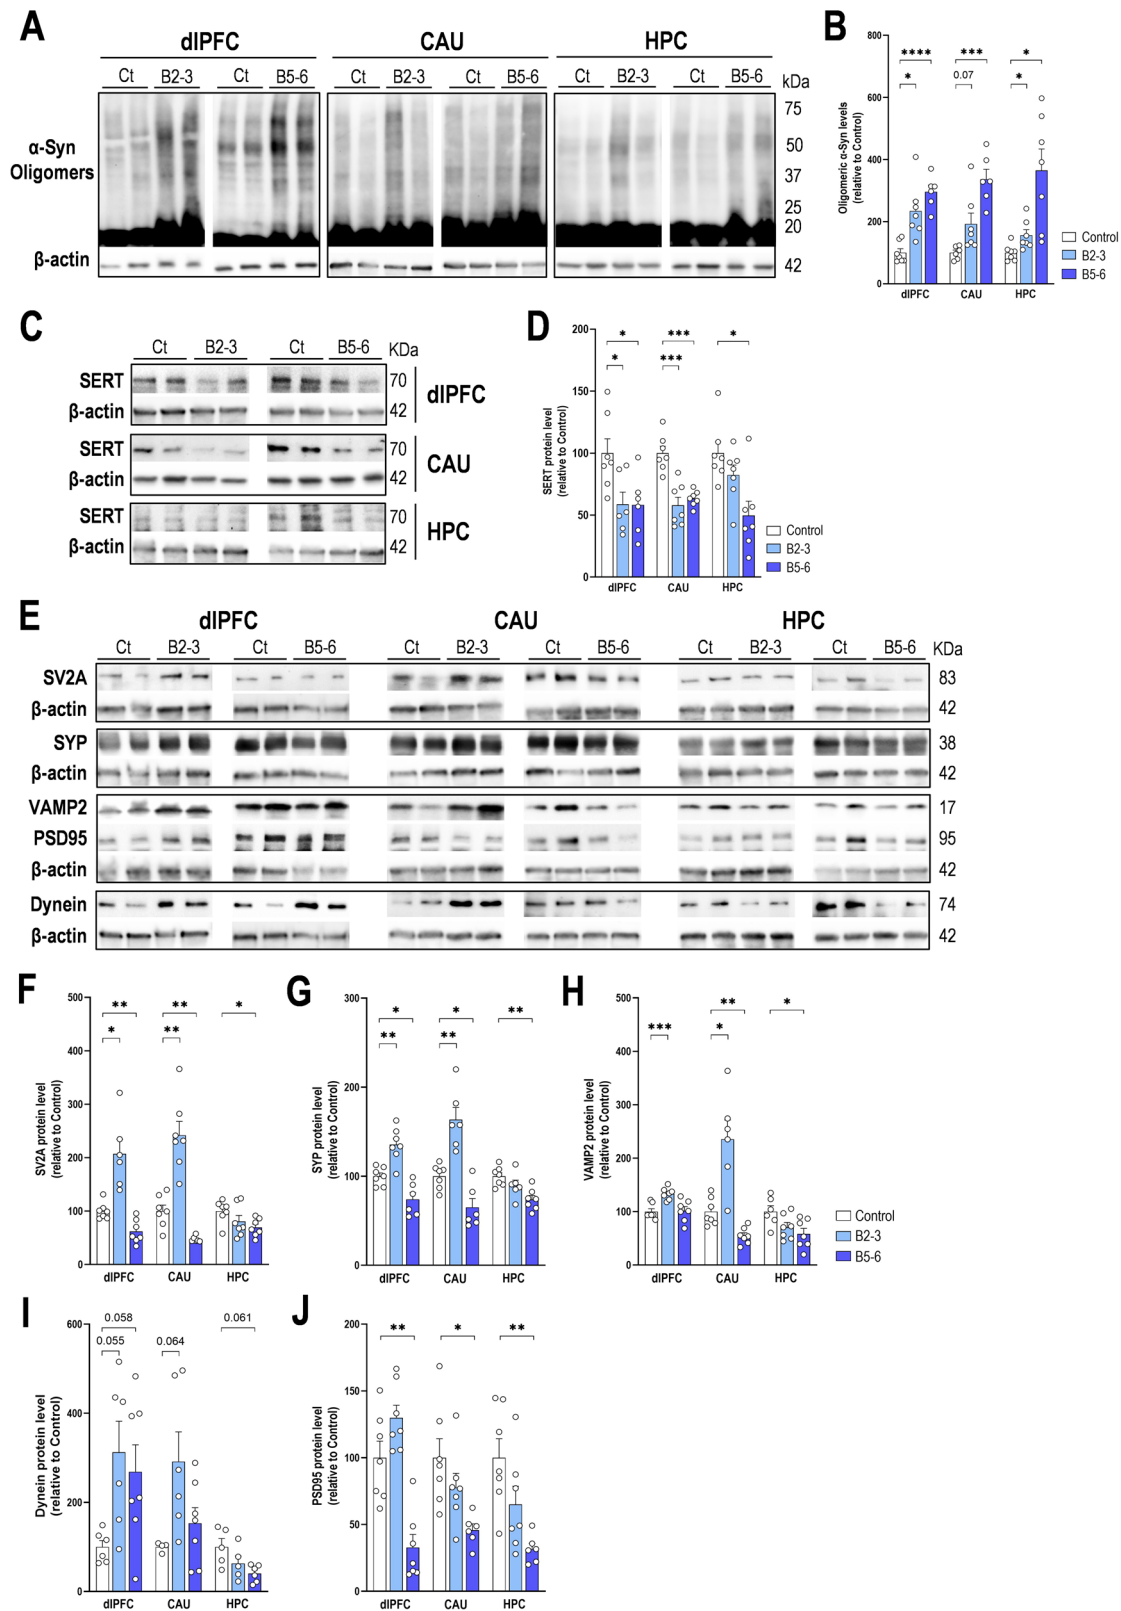 A
dlPFC CAU HPC
Ct B2-3 Ct B5-6 Ct B2-3 Ct B5-6 Ct B2-3 Ct B5-6 kDa
α-Syn
Oligomers
75
50
37
25
20
β-actin 42
B
Oligomeric α-Syn levels
(relative to Control)
800
600
400
200
0
**** *** *
* 0.07 *
dlPFC CAU HPC
Control
B2-3
B5-6
C
Ct B2-3 Ct B5-6 KDa
SERT 70
β-actin 42
dlPFC
SERT 70
β-actin 42
CAU
SERT 70
β-actin 42
HPC
D
SERT protein level
(relative to Control)
200
150
100
50
0
* *** *
* ***
dlPFC CAU HPC
Control
B2-3
B5-6
E
dlPFC CAU HPC
Ct B2-3 Ct B5-6 Ct B2-3 Ct B5-6 Ct B2-3 Ct B5-6 KDa
SV2A 83
β-actin 42
SYP 38
β-actin 42
VAMP2 17
PSD95 95
β-actin 42
Dynein 74
β-actin 42
F
SV2A protein level
(relative to Control)
500
400
300
200
100
0
** ** *
* **
dlPFC CAU HPC
G
SYP protein level
(relative to Control)
300
200
100
0
* * **
** **
dlPFC CAU HPC
H
VAMP2 protein level
(relative to Control)
500
400
300
200
100
0
** *
*** *
dlPFC CAU HPC
Control
B2-3
B5-6
I
Dynein protein level
(relative to Control)
600
400
200
0
0.058 0.061
0.055 0.064
dlPFC CAU HPC
J
PSD95 protein level
(relative to Control)
200
150
100
50
0
** * **
dlPFC CAU HPC